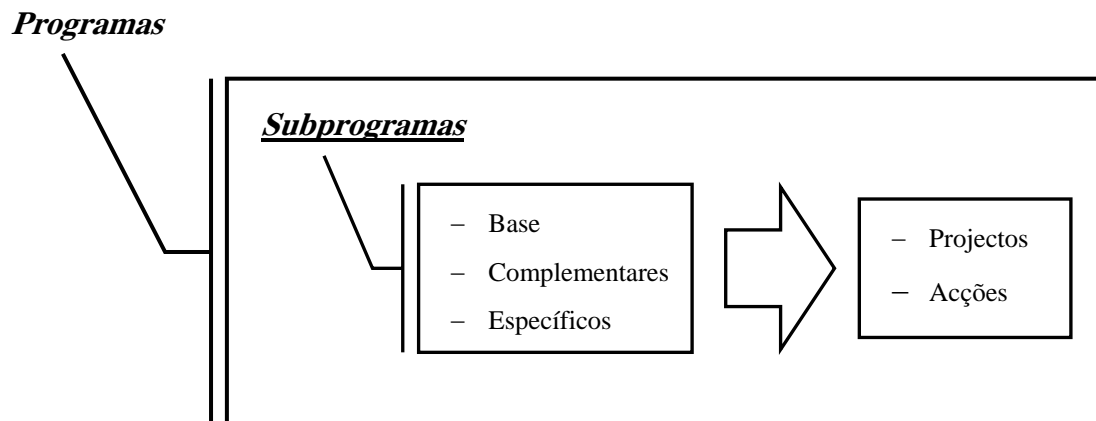 Programas
Subprogramas
– Base
– Complementares
– Específicos
– Projectos
– Acções